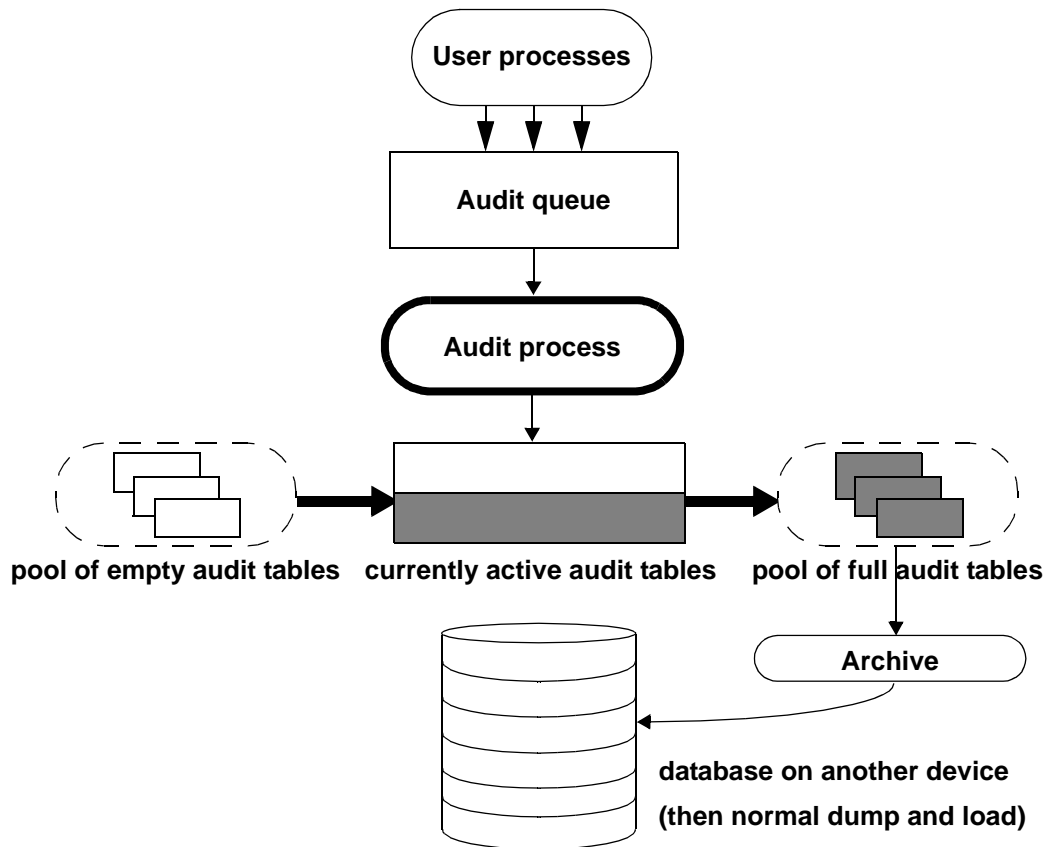 User processes
Audit queue
Audit process
pool of empty audit tables
currently active audit tables
pool of full audit tables
Archive
database on another device
(then normal dump and load)